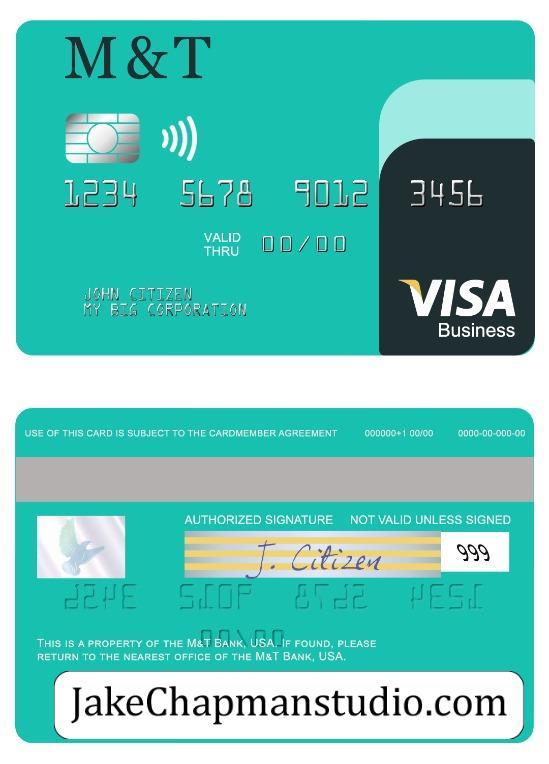 M&T
1234 5678 9012 3456
VALID
THRU 00/00
JOHN CITIZEN
MY BIG CORPORATION
VISA
Business
USE OF THIS CARD IS SUBJECT TO THE CARDMEMBER AGREEMENT 000000+1 00/00 0000-00-000-00
AUTHORIZED SIGNATURE NOT VALID UNLESS SIGNED
J. Citizen 999
THIS IS A PROPERTY OF THE M&T BANK, USA. IF FOUND, PLEASE
RETURN TO THE NEAREST OFFICE OF THE M&T BANK, USA.
JakeChapmanstudio.com